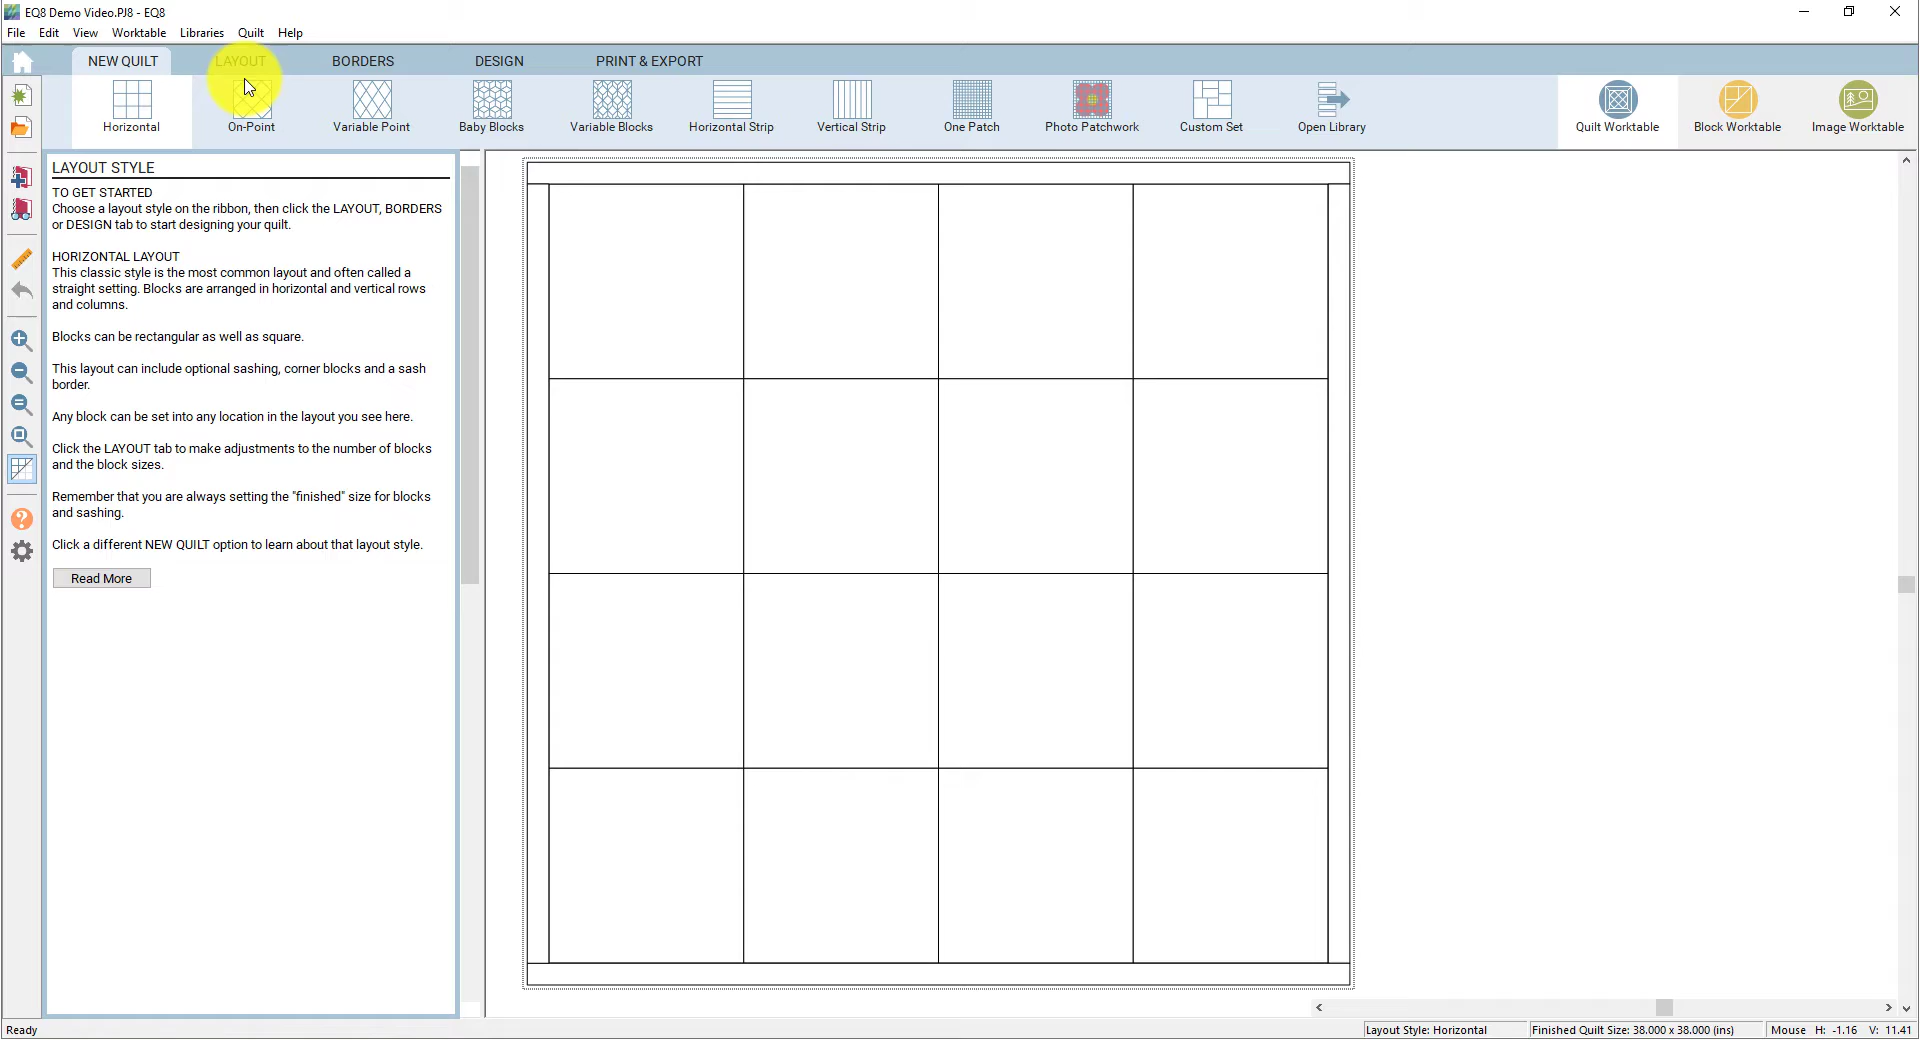 EQ8 Demo Video.PJ8 - EQ8
File Edit View Worktable Libraries Quilt Help
NEW QUILT LAYOUT BORDERS DESIGN PRINT & EXPORT
Horizontal On-Point Variable Point Baby Blocks Variable Blocks Horizontal Strip Vertical Strip One Patch Photo Patchwork Custom Set Open Library Quilt Worktable Block Worktable Image Worktable
LAYOUT STYLE
TO GET STARTED
Choose a layout style on the ribbon, then click the LAYOUT, BORDERS
or DESIGN tab to start designing your quilt.
HORIZONTAL LAYOUT
This classic style is the most common layout and often called a
straight setting. Blocks are arranged in horizontal and vertical rows
and columns.
Blocks can be rectangular as well as square.
This layout can include optional sashing, corner blocks and a sash
border.
Any block can be set into any location in the layout you see here.
Click the LAYOUT tab to make adjustments to the number of blocks
and the block sizes.
Remember that you are always setting the "finished" size for blocks
and sashing.
Click a different NEW QUILT option to learn about that layout style.
Read More
Ready Layout Style: Horizontal Finished Quilt Size: 38.000 x 38.000 (ins) Mouse H: -1.16 V: 11.41